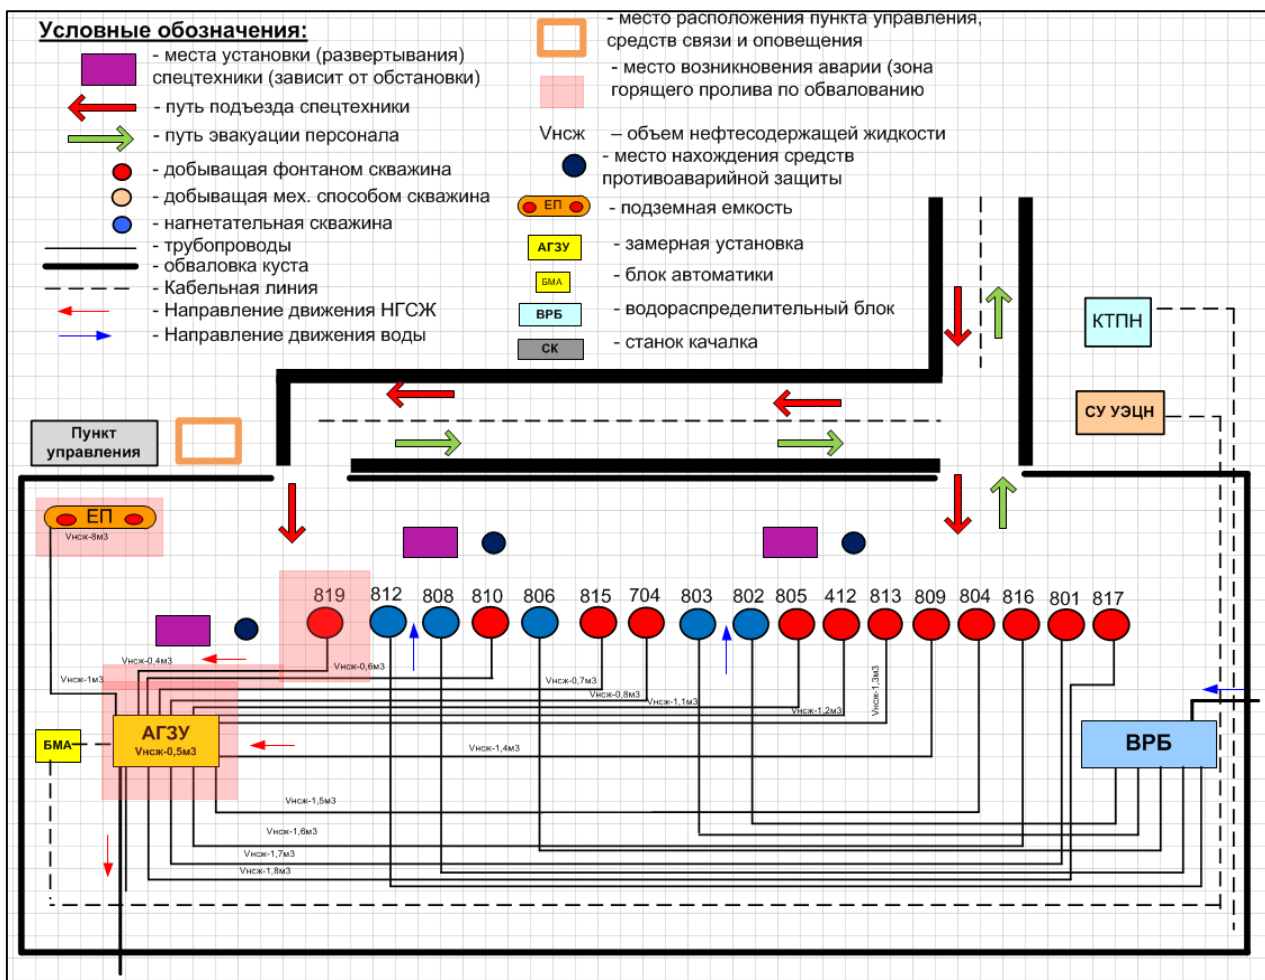 Условные обозначения:
- места установки (развертывания)
спецтехники (зависит от обстановки)
- путь подъезда спецтехники
- путь эвакуации персонала
- добыващая фонтаном скважина
- добыващая мех. способом скважина
- нагнетательная скважина
- трубопроводы
- обваловка куста
- Кабельная линия
- Направление движения НГСЖ
- Направление движения воды
- место расположения пункта управления,
средств связи и оповещения
- место возникновения аварии (зона
горящего пролива по обвалованию
Vнсж – объем нефтесодержащей жидкости
- место нахождения средств
противоаварийной защиты
ЕП - подземная емкость
АГЗУ - замерная установка
БМА - блок автоматики
ВРБ - водораспределительный блок
СК - станок качалка
КТПН
СУ УЭЦН
Пункт
управления
ЕП
Vнсж-8м3
819 812 808 810 806 815 704 803 802 805 412 813 809 804 816 801 817
Vнсж-0,4м3
Vнсж-0,6м3
Vнсж-1м3
Vнсж-0,7м3
Vнсж-0,8м3
Vнсж-1,1м3
Vнсж-1,2м3
Vнсж-1,3м3
БМА
АГЗУ
Vнсж-0,5м3
Vнсж-1,4м3
ВРБ
Vнсж-1,5м3
Vнсж-1,6м3
Vнсж-1,7м3
Vнсж-1,8м3